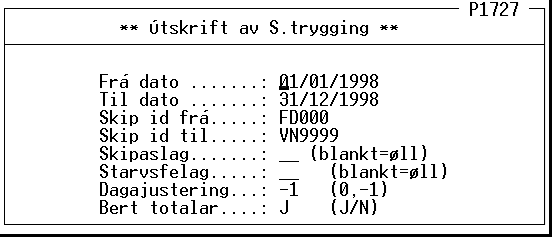 P1727
** Útskrift av S.trygging **
Frá dato .......: 01/01/1998
Til dato .......: 31/12/1998
Skip id frá.....: FD000
Skip id til.....: VN9999
Skipaslag.......: __ (blankt=øll)
Starvsfelag.....: __ (blankt=øll)
Dagajustering...: -1 (0,-1)
Bert totalar....: J (J/N)